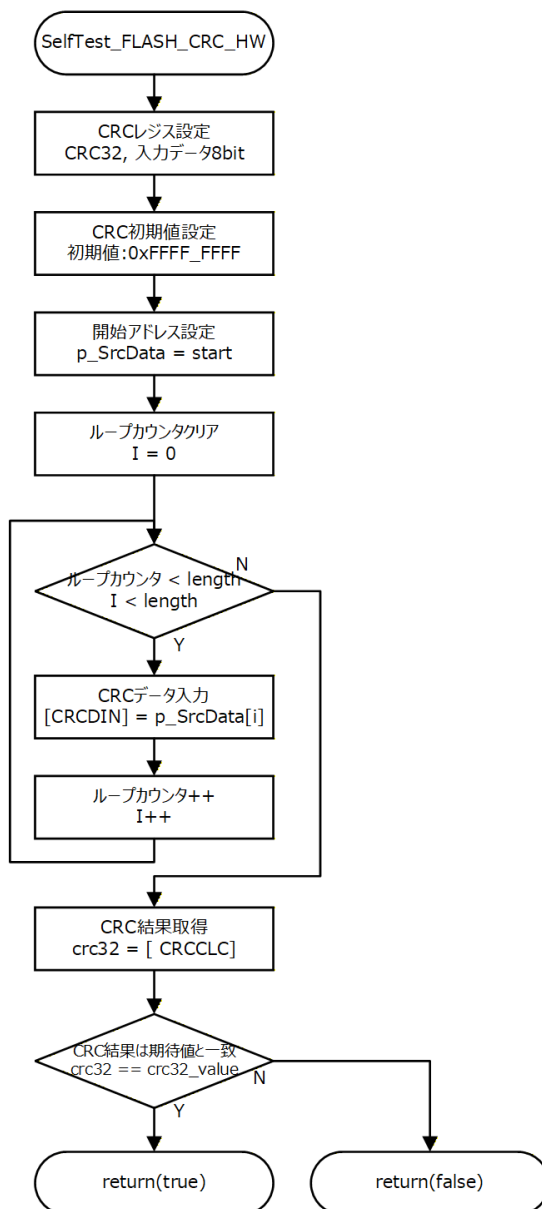 SelfTest_FLASH_CRC_HW
CRCレジス設定
CRC32, 入力データ8bit
CRC初期値設定
初期値:0xFFFF_FFFF
開始アドレス設定
p_SrcData = start
ループカウンタクリア
I = 0
N
ループカウンタ < length
I < length
Y
CRCデータ入力
[CRCDIN] = p_SrcData[i]
ループカウンタ++
I++
CRC結果取得
crc32 = [ CRCCLC]
CRC結果は期待値と一致
crc32 == crc32_value
N
Y
return(true)
return(false)